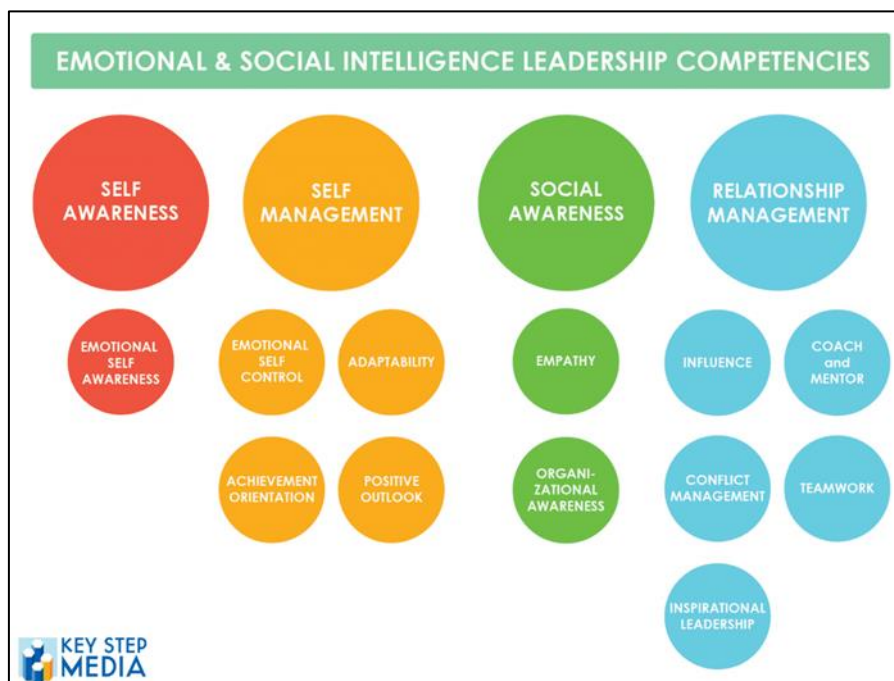 EMOTIONAL & SOCIAL INTELLIGENCE LEADERSHIP COMPETENCIES
SELF
AWARENESS
SELF
MANAGEMENT
SOCIAL
AWARENESS
RELATIONSHIP
MANAGEMENT
EMOTIONAL
SELF
AWARENESS
EMOTIONAL
SELF
CONTROL
ADAPTABILITY
EMPATHY
INFLUENCE
COACH
and
MENTOR
ACHIEVEMENT
ORIENTATION
POSITIVE
OUTLOOK
ORGANI-
ZATIONAL
AWARENESS
CONFLICT
MANAGEMENT
TEAMWORK
INSPIRATIONAL
LEADERSHIP
KEY STEP
MEDIA